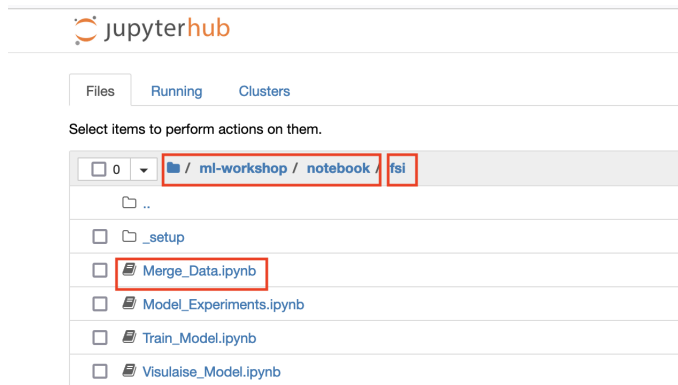 jupyterhub
Files Running Clusters
Select items to perform actions on them.
0 / ml-workshop / notebook / fsi
..
_setup
Merge_Data.ipynb
Model_Experiments.ipynb
Train_Model.ipynb
Visulaise_Model.ipynb